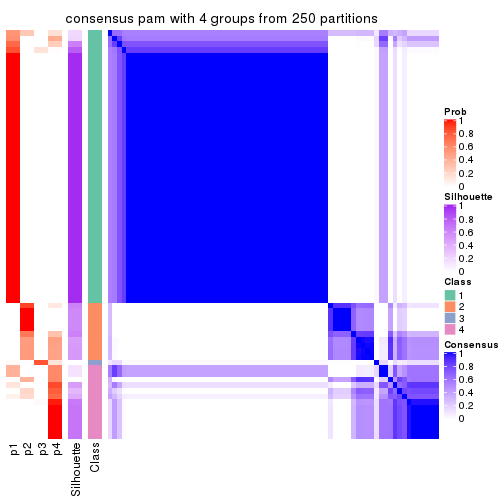 consensus pam with 4 groups from 250 partitions
Prob
1
0.8
0.6
0.4
0.2
0
Silhouette
1
0.8
0.6
0.4
0.2
0
Class
1
2
3
4
Consensus
1
0.8
0.6
0.4
0.2
0
p1
p2
p3
p4
Silhouette
Class